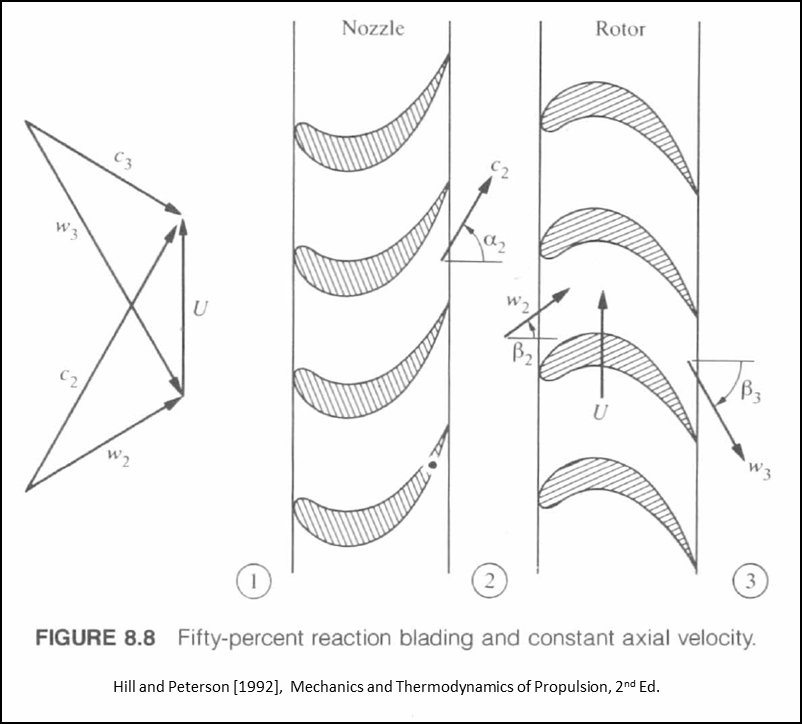 Nozzle
Rotor
c₃
w₃
U
c₂
w₂
c₂
α₂
w₂
β₂
U
β₃
w₃
1
2
3
FIGURE 8.8 Fifty-percent reaction blading and constant axial velocity.
Hill and Peterson [1992], Mechanics and Thermodynamics of Propulsion, 2nd Ed.